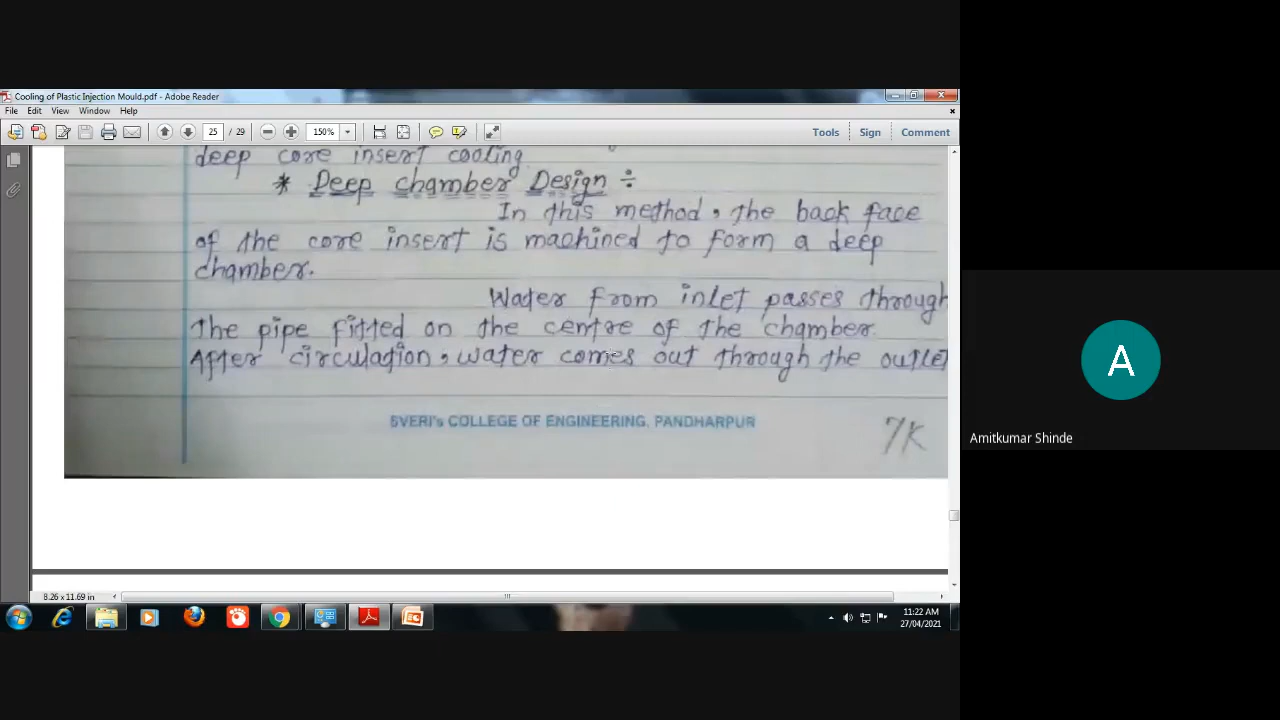 Cooling of Plastic Injection Mould.pdf - Adobe Reader
File Edit View Window Help
25 / 29 150% Tools Sign Comment
deep core insert cooling
* Deep chamber Design ÷
In this method, the back face
of the core insert is machined to form a deep
chamber.
Water from inlet passes through
the pipe fitted on the centre of the chamber.
After circulation, water comes out through the outlet
SVERI's COLLEGE OF ENGINEERING, PANDHARPUR
7K
8.26 x 11.69 in
11:22 AM
27/04/2021
A
Amitkumar Shinde